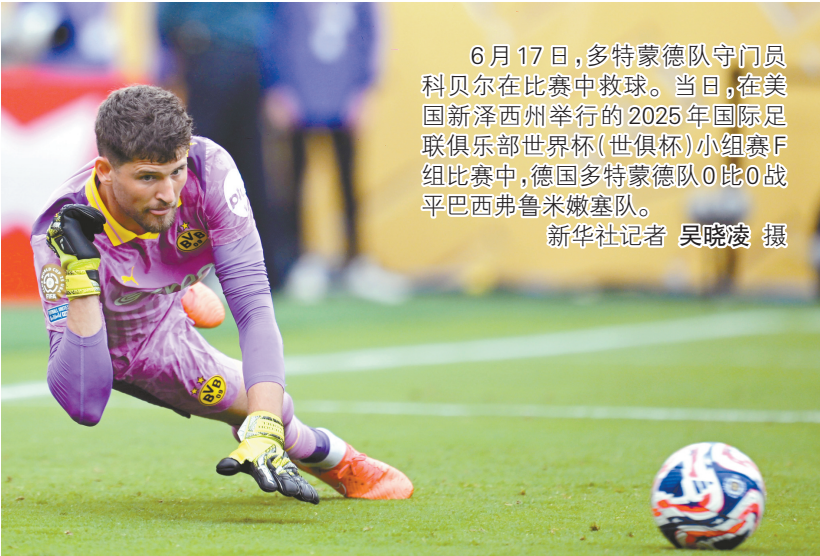 6月17日,多特蒙德队守门员
科贝尔在比赛中救球。当日,在美
国新泽西州举行的2025年国际足
联俱乐部世界杯(世俱杯)小组赛F
组比赛中,德国多特蒙德队0比0战
平巴西弗鲁米嫩塞队。
新华社记者 吴晓凌 摄
BVB
09
BVB
09